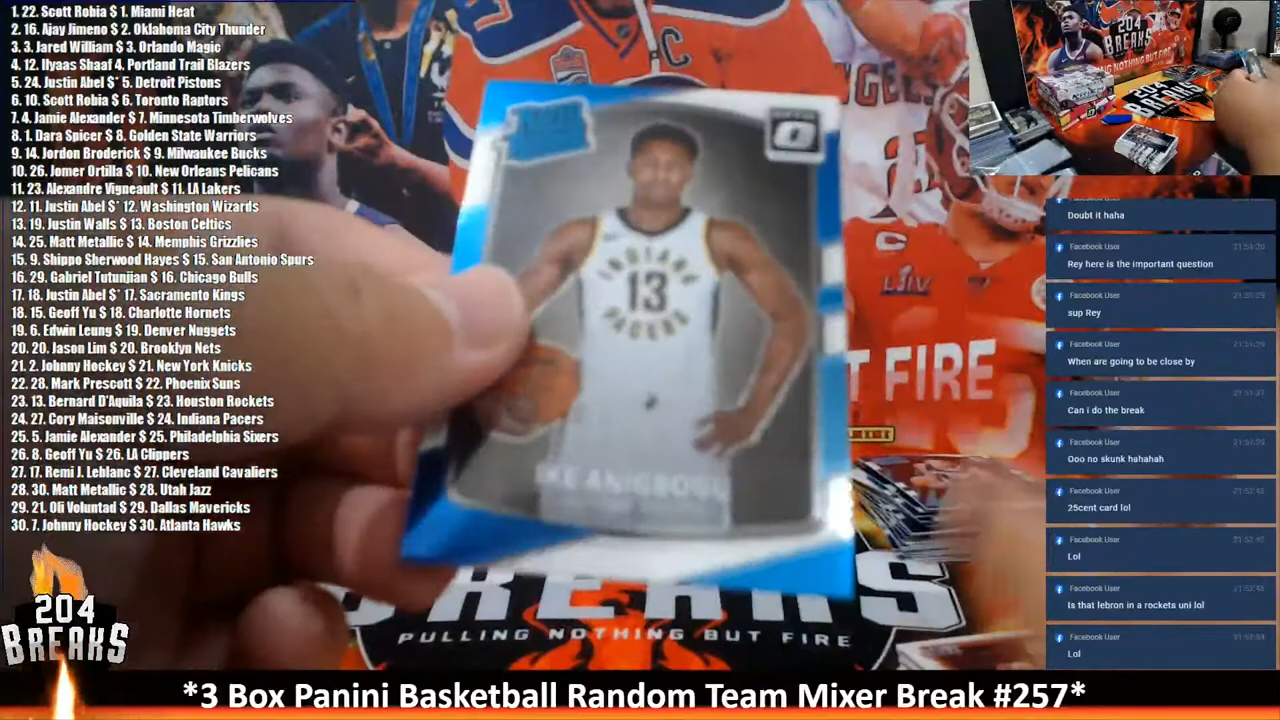 1. 22. Scott Robia $ 1. Miami Heat
2. 16. Ajay Jimeno $ 2. Oklahoma City Thunder
3. 3. Jared William $ 3. Orlando Magic
4. 12. Ilyaas Shaaf 4. Portland Trail Blazers
5. 24. Justin Abel $* 5. Detroit Pistons
6. 10. Scott Robia $ 6. Toronto Raptors
7. 4. Jamie Alexander $ 7. Minnesota Timberwolves
8. 1. Dara Spicer $ 8. Golden State Warriors
9. 14. Jordon Broderick $ 9. Milwaukee Bucks
10. 26. Jomer Ortilla $ 10. New Orleans Pelicans
11. 23. Alexandre Vigneault $ 11. LA Lakers
12. 11. Justin Abel $* 12. Washington Wizards
13. 19. Justin Walls $ 13. Boston Celtics
14. 25. Matt Metallic $ 14. Memphis Grizzlies
15. 9. Shippo Sherwood Hayes $ 15. San Antonio Spurs
16. 29. Gabriel Tutunjian $ 16. Chicago Bulls
17. 18. Justin Abel $* 17. Sacramento Kings
18. 15. Geoff Yu $ 18. Charlotte Hornets
19. 6. Edwin Leung $ 19. Denver Nuggets
20. 20. Jason Lim $ 20. Brooklyn Nets
21. 2. Johnny Hockey $ 21. New York Knicks
22. 28. Mark Prescott $ 22. Phoenix Suns
23. 13. Bernard D'Aquila $ 23. Houston Rockets
24. 27. Cory Maisonville $ 24. Indiana Pacers
25. 5. Jamie Alexander $ 25. Philadelphia Sixers
26. 8. Geoff Yu $ 26. LA Clippers
27. 17. Remi J. Leblanc $ 27. Cleveland Cavaliers
28. 30. Matt Metallic $ 28. Utah Jazz
29. 21. Oli Voluntad $ 29. Dallas Mavericks
30. 7. Johnny Hockey $ 30. Atlanta Hawks
204
BREAKS
C
INDIANA
13
PACERS
IKE ANIGBOGU
C
LIV
T FIRE
PANINI
BREAKS
PULLING NOTHING BUT FIRE
204
BREAKS
NG NOTHING BUT FIRE
204
BREAKS
Facebook User
Doubt it haha
Facebook User
Rey here is the important question
Facebook User
sup Rey
Facebook User
When are going to be close by
Facebook User
Can i do the break
Facebook User
Ooo no skunk hahahah
Facebook User
25cent card lol
Facebook User
Lol
Facebook User
Is that lebron in a rockets uni lol
Facebook User
Lol
*3 Box Panini Basketball Random Team Mixer Break #257*